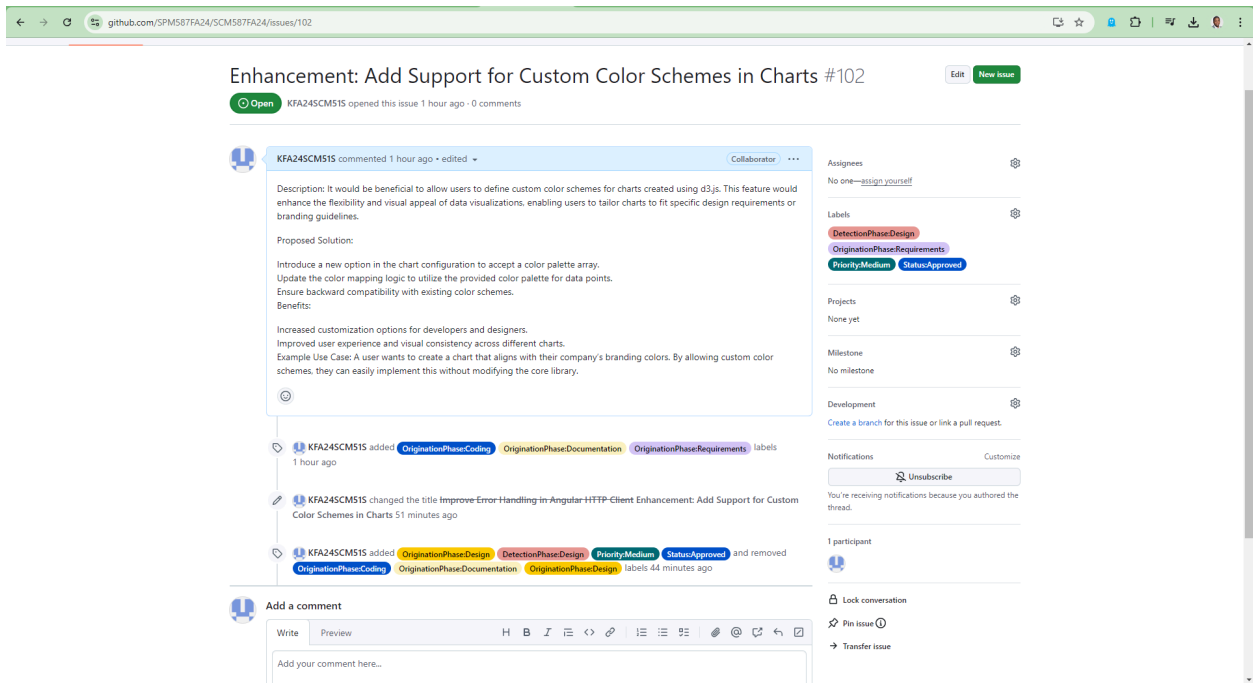 github.com/SPM587FA24/SCM587FA24/issues/102
Enhancement: Add Support for Custom Color Schemes in Charts #102
Edit
New issue
Open
KFA24SCM51S opened this issue 1 hour ago · 0 comments
KFA24SCM51S commented 1 hour ago • edited
Collaborator
Description: It would be beneficial to allow users to define custom color schemes for charts created using d3.js. This feature would
enhance the flexibility and visual appeal of data visualizations, enabling users to tailor charts to fit specific design requirements or
branding guidelines.
Proposed Solution:
Introduce a new option in the chart configuration to accept a color palette array.
Update the color mapping logic to utilize the provided color palette for data points.
Ensure backward compatibility with existing color schemes.
Benefits:
Increased customization options for developers and designers.
Improved user experience and visual consistency across different charts.
Example Use Case: A user wants to create a chart that aligns with their company's branding colors. By allowing custom color
schemes, they can easily implement this without modifying the core library.
KFA24SCM51S added OriginationPhase:Coding OriginationPhase:Documentation OriginationPhase:Requirements labels
1 hour ago
KFA24SCM51S changed the title Improve Error Handling in Angular HTTP Client Enhancement: Add Support for Custom
Color Schemes in Charts 51 minutes ago
KFA24SCM51S added OriginationPhase:Design DetectionPhase:Design Priority:Medium Status:Approved and removed
OriginationPhase:Coding OriginationPhase:Documentation OriginationPhase:Design labels 44 minutes ago
Add a comment
Write
Preview
Add your comment here...
Assignees
No one—assign yourself
Labels
DetectionPhase:Design
OriginationPhase:Requirements
Priority:Medium Status:Approved
Projects
None yet
Milestone
No milestone
Development
Create a branch for this issue or link a pull request.
Notifications
Customize
Unsubscribe
You're receiving notifications because you authored the
thread.
1 participant
Lock conversation
Pin issue
Transfer issue